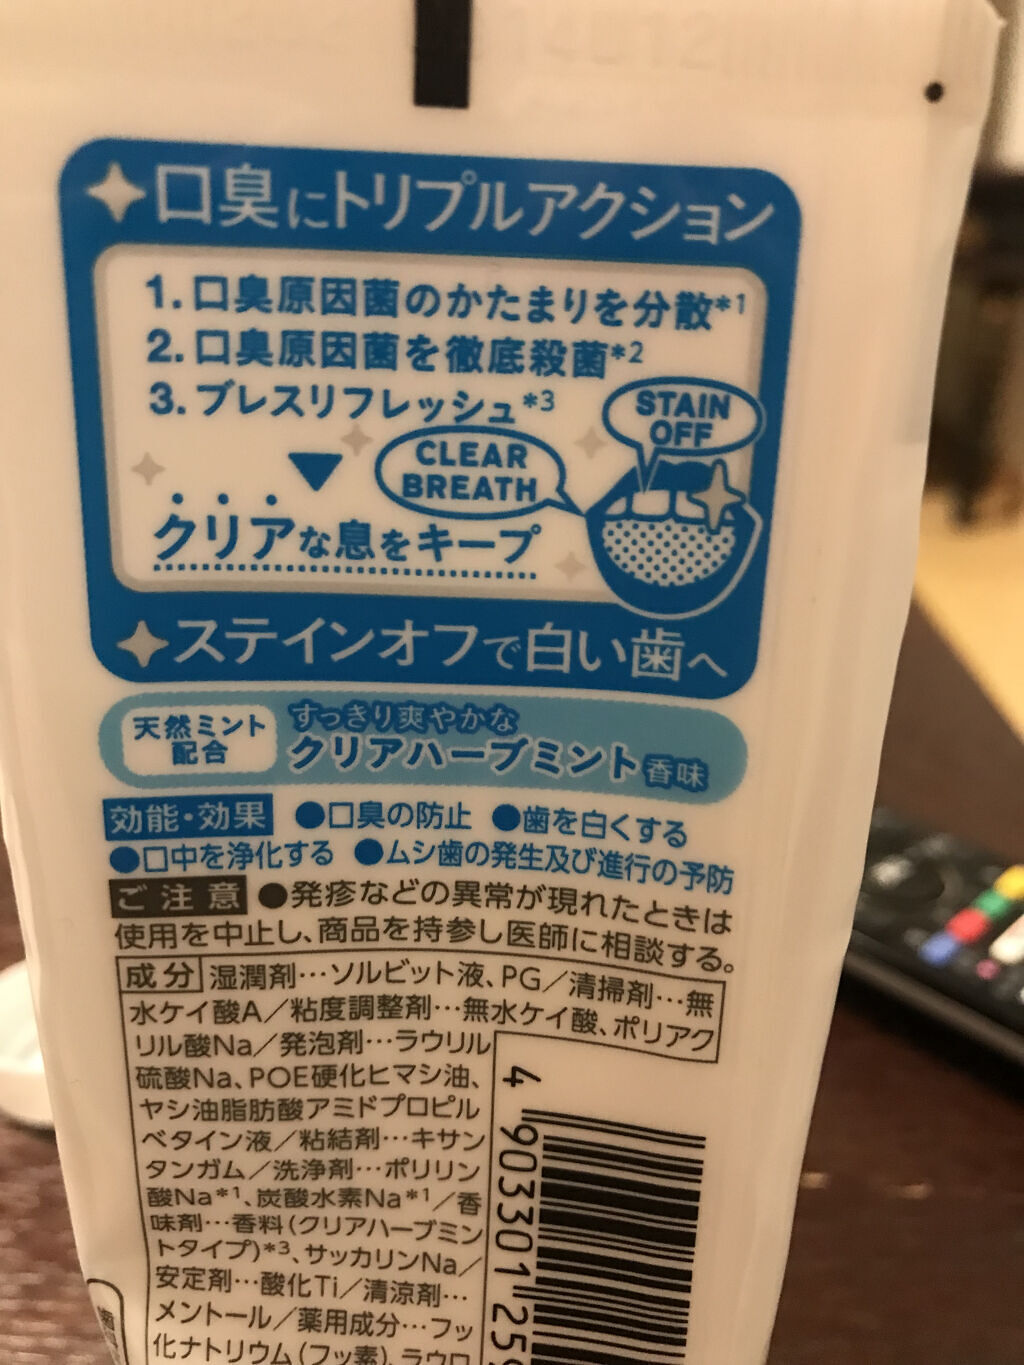 口臭にトリプルアクション
1.口臭原因菌のかたまりを分散*1
2.口臭原因菌を徹底殺菌*2
3.ブレスリフレッシュ*3
STAIN
OFF
CLEAR
BREATH
クリアな息をキープ
ステインオフで白い歯へ
天然ミント
配合
すっきり爽やかな
クリアハーブミント香味
効能・効果 ●口臭の防止 ●歯を白くする
●口中を浄化する ●ムシ歯の発生及び進行の予防
ご注意 ●発疹などの異常が現れたときは
使用を中止し、商品を持参し医師に相談する。
成分 湿潤剤…ソルビット液、PG/清掃剤…無
水ケイ酸A/粘度調整剤…無水ケイ酸、ポリアク
リル酸Na/発泡剤…ラウリル
硫酸Na、POE硬化ヒマシ油、
ヤシ油脂肪酸アミドプロピル
ベタイン液/粘結剤…キサン
タンガム/洗浄剤…ポリリン
酸Na*1、炭酸水素Na*1/香
味剤…香料(クリアハーブミン
トタイプ)*3、サッカリンNa/
安定剤…酸化Ti/清涼剤…
メントール/薬用成分…フッ
化ナトリウム(フッ素)、ラウロ
4 903301 25